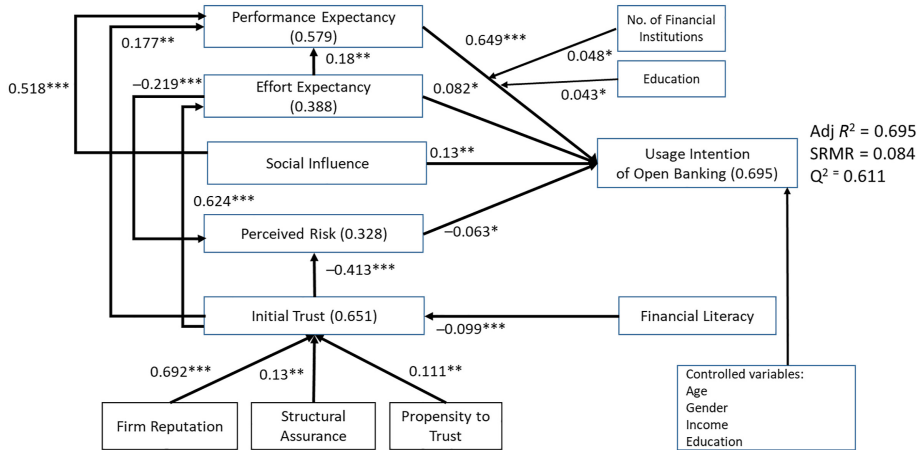 Performance Expectancy
(0.579)
No. of Financial
Institutions
0.177**
0.649***
0.048*
0.18**
Education
0.518***
–0.219***
Effort Expectancy
(0.388)
0.082*
0.043*
Adj R² = 0.695
SRMR = 0.084
Q² = 0.611
Social Influence
0.13**
Usage Intention
of Open Banking (0.695)
0.624***
Perceived Risk (0.328)
–0.063*
–0.413***
Initial Trust (0.651)
–0.099***
Financial Literacy
0.692***
0.13**
0.111**
Firm Reputation
Structural
Assurance
Propensity to
Trust
Controlled variables:
Age
Gender
Income
Education